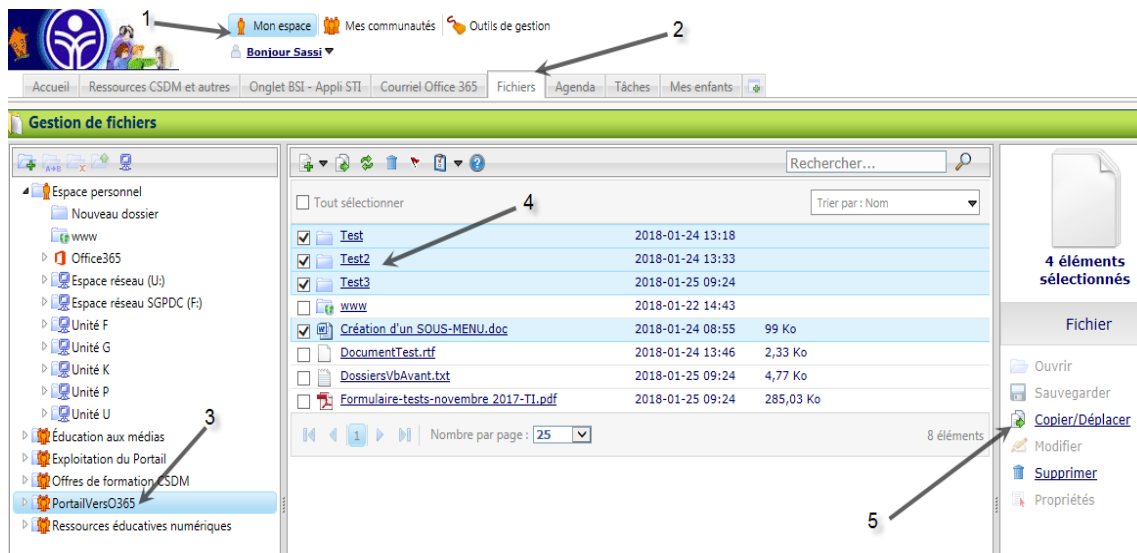 1
Mon espace Mes communautés Outils de gestion
2
Bonjour Sassi
Accueil Ressources CSDM et autres Onglet BSI - Appli STI Courriel Office 365 Fichiers Agenda Tâches Mes enfants
Gestion de fichiers
A→B
Rechercher...
Espace personnel
Nouveau dossier
www
Office365
Espace réseau (U:)
Espace réseau SGPDC (F:)
Unité F
Unité G
Unité K
Unité P
Unité U
3
Éducation aux médias
Exploitation du Portail
Offres de formation CSDM
PortailVersO365
Ressources éducatives numériques
Tout sélectionner
4
Trier par : Nom
Test 2018-01-24 13:18
Test2 2018-01-24 13:33
Test3 2018-01-25 09:24
www 2018-01-22 14:43
Création d'un SOUS-MENU.doc 2018-01-24 08:55 99 Ko
DocumentTest.rtf 2018-01-24 13:46 2,33 Ko
DossiersVbAvant.txt 2018-01-25 09:24 4,77 Ko
Formulaire-tests-novembre 2017-TI.pdf 2018-01-25 09:24 285,03 Ko
1 Nombre par page : 25 8 éléments
5
4 éléments
sélectionnés
Fichier
Ouvrir
Sauvegarder
Copier/Déplacer
Modifier
Supprimer
Propriétés